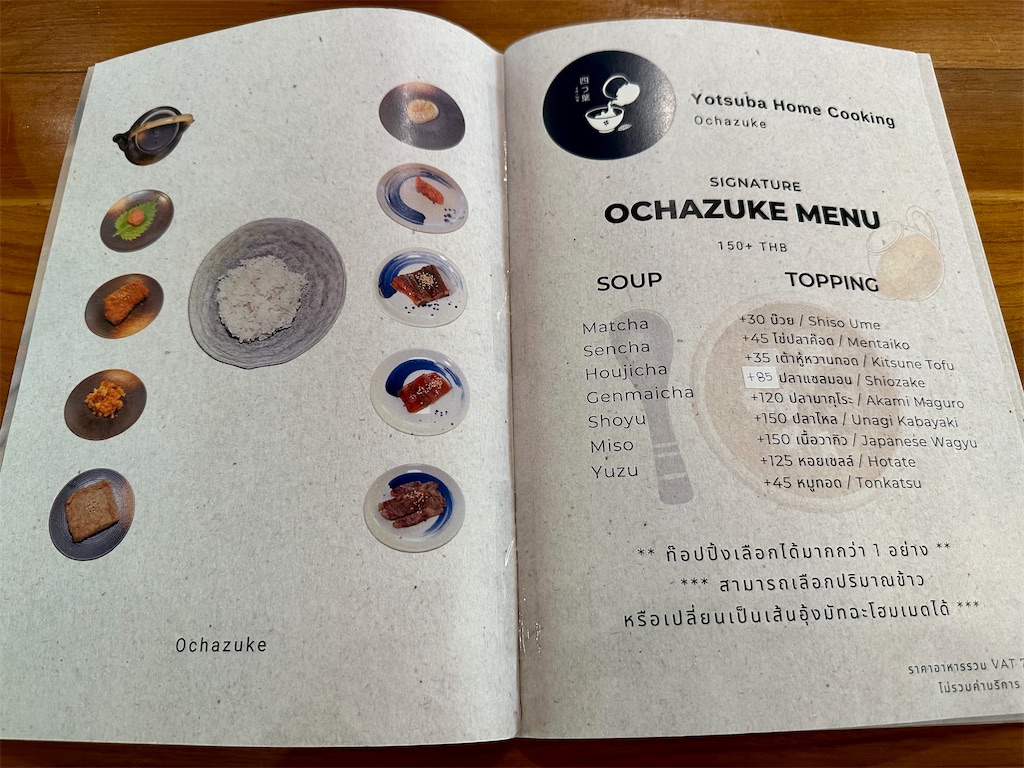 Ochazuke
四つ葉
Yotsuba Home Cooking
Ochazuke
SIGNATURE
OCHAZUKE MENU
150+ THB
SOUP
Matcha
Sencha
Houjicha
Genmaicha
Shoyu
Miso
Yuzu
TOPPING
+30 บ๊วย / Shiso Ume
+45 ไข่ปลาค๊อด / Mentaiko
+35 เต้าหู้หวานทอด / Kitsune Tofu
+85 ปลาแซลมอน / Shiozake
+120 ปลามากุโระ / Akami Maguro
+150 ปลาไหล / Unagi Kabayaki
+150 เนื้อวากิว / Japanese Wagyu
+125 หอยเชลล์ / Hotate
+45 หมูทอด / Tonkatsu
** ท๊อปปิ้งเลือกได้มากกว่า 1 อย่าง **
*** สามารถเลือกปริมาณข้าว
หรือเปลี่ยนเป็นเส้นอุ้งมัทฉะโฮมเมดได้ ***
ราคาอาหารรวม VAT 7
ไม่รวมค่าบริการ